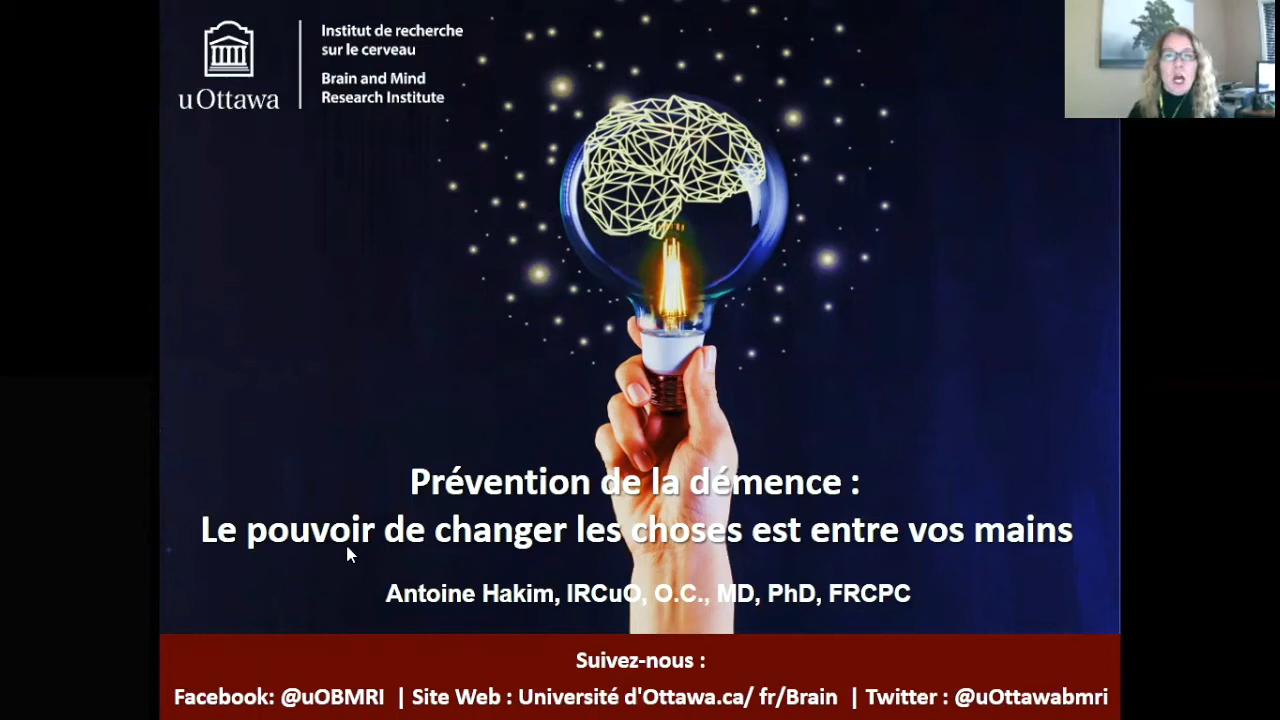 uOttawa
Institut de recherche
sur le cerveau
Brain and Mind
Research Institute
Prévention de la démence :
Le pouvoir de changer les choses est entre vos mains
Antoine Hakim, IRCuO, O.C., MD, PhD, FRCPC
Suivez-nous :
Facebook: @uOBMRI | Site Web : Université d'Ottawa.ca/ fr/Brain | Twitter : @uOttawabmri